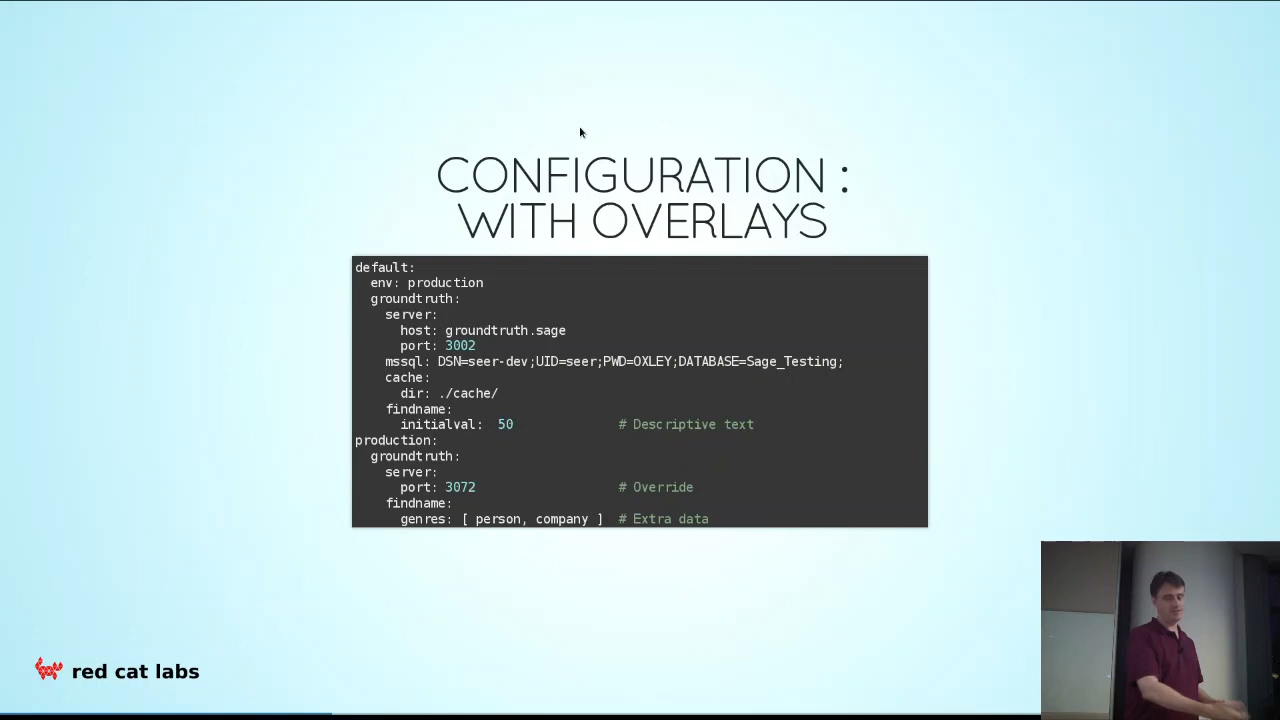 CONFIGURATION :
WITH OVERLAYS
default:
  env: production
  groundtruth:
    server:
      host: groundtruth.sage
      port: 3002
    mssql: DSN=seer-dev;UID=seer;PWD=OXLEY;DATABASE=Sage_Testing;
    cache:
      dir: ./cache/
    findname:
      initialval:  50              # Descriptive text
production:
  groundtruth:
    server:
      port: 3072                   # Override
    findname:
      genres: [ person, company ]  # Extra data
red cat labs